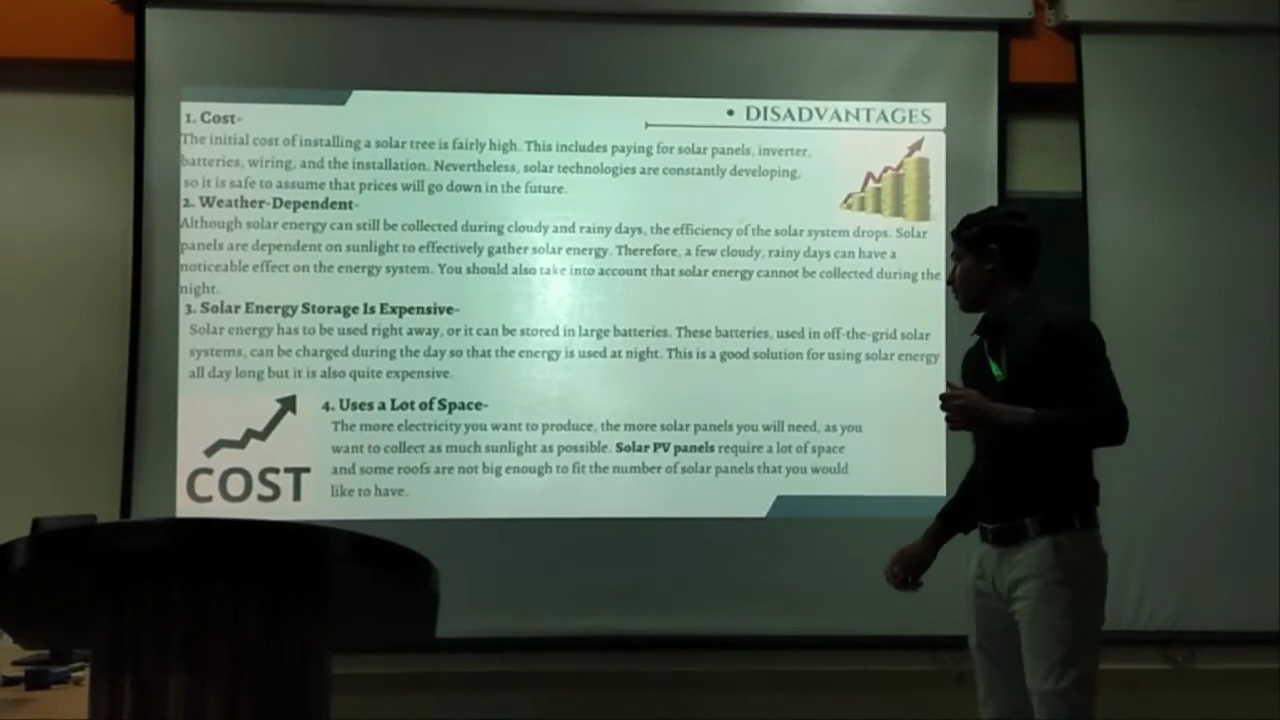 • DISADVANTAGES
1. Cost-
The initial cost of installing a solar tree is fairly high. This includes paying for solar panels, inverter,
batteries, wiring, and the installation. Nevertheless, solar technologies are constantly developing,
so it is safe to assume that prices will go down in the future.
2. Weather-Dependent-
Although solar energy can still be collected during cloudy and rainy days, the efficiency of the solar system drops. Solar
panels are dependent on sunlight to effectively gather solar energy. Therefore, a few cloudy, rainy days can have a
noticeable effect on the energy system. You should also take into account that solar energy cannot be collected during the
night.
3. Solar Energy Storage Is Expensive-
Solar energy has to be used right away, or it can be stored in large batteries. These batteries, used in off-the-grid solar
systems, can be charged during the day so that the energy is used at night. This is a good solution for using solar energy
all day long but it is also quite expensive.
4. Uses a Lot of Space-
The more electricity you want to produce, the more solar panels you will need, as you
want to collect as much sunlight as possible. Solar PV panels require a lot of space
and some roofs are not big enough to fit the number of solar panels that you would
like to have.
COST